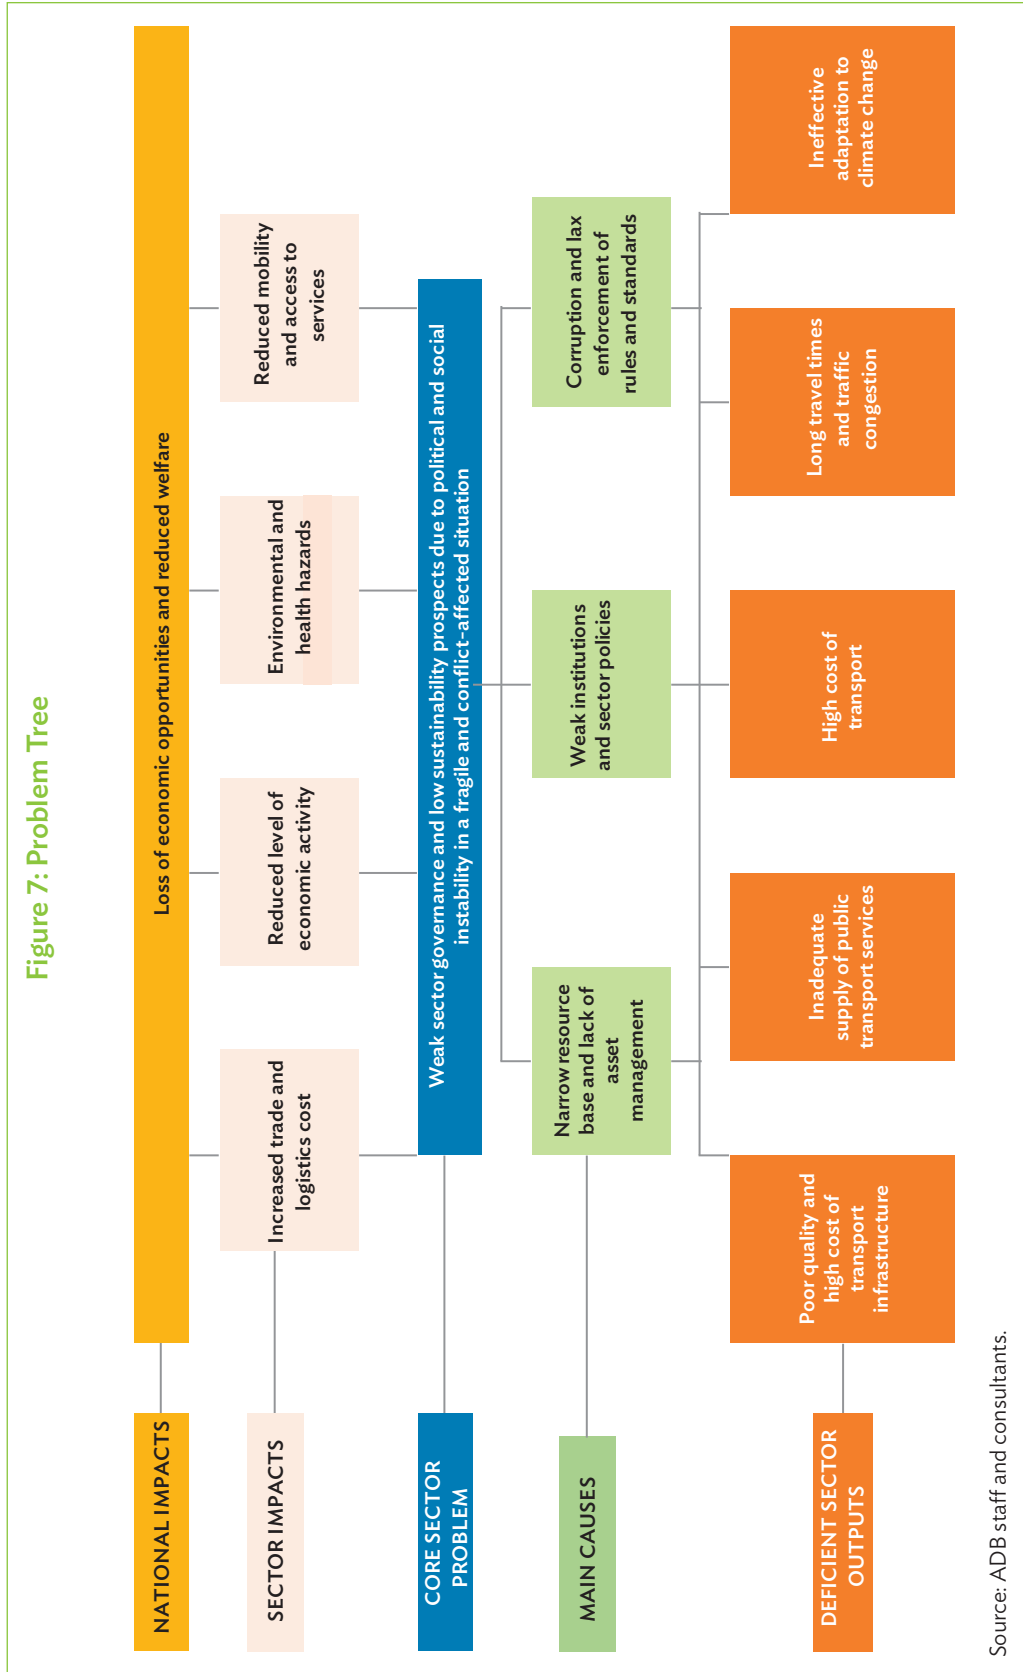 Figure 7: Problem Tree
NATIONAL IMPACTS
Loss of economic opportunities and reduced welfare
SECTOR IMPACTS
Increased trade and
logistics cost
Reduced level of
economic activity
Environmental and
health hazards
Reduced mobility
and access to
services
CORE SECTOR
PROBLEM
Weak sector governance and low sustainability prospects due to political and social
instability in a fragile and conflict-affected situation
MAIN CAUSES
Narrow resource
base and lack of
asset
management
Weak institutions
and sector policies
Corruption and lax
enforcement of
rules and standards
DEFICIENT SECTOR
OUTPUTS
Poor quality and
high cost of
transport
infrastructure
Inadequate
supply of public
transport services
High cost of
transport
Long travel times
and traffic
congestion
Ineffective
adaptation to
climate change
Source: ADB staff and consultants.